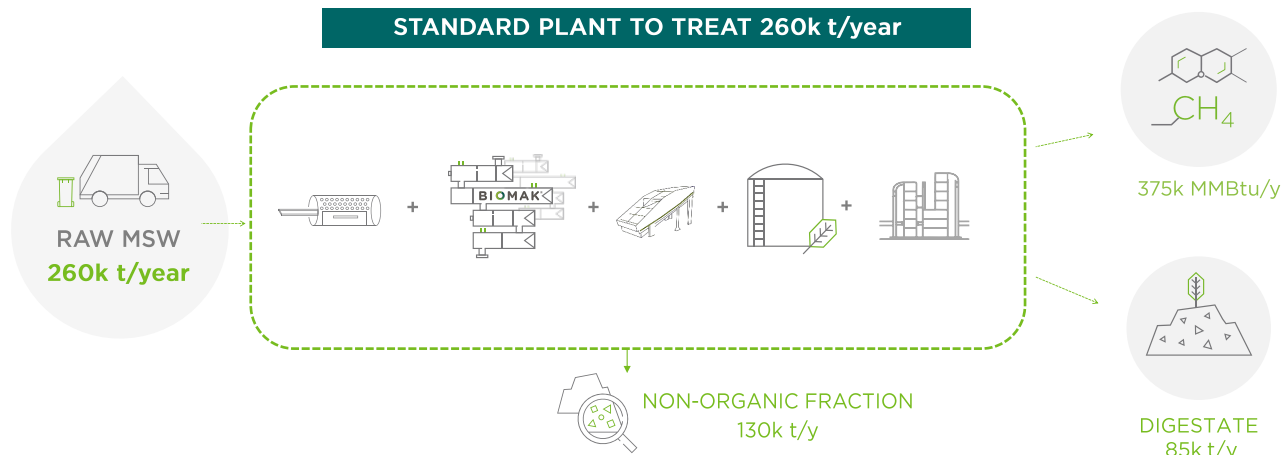 STANDARD PLANT TO TREAT 260k t/year
RAW MSW
260k t/year
+
BIOMAK
+
+
+
CH4
375k MMBtu/y
NON-ORGANIC FRACTION
130k t/y
DIGESTATE
85k t/y